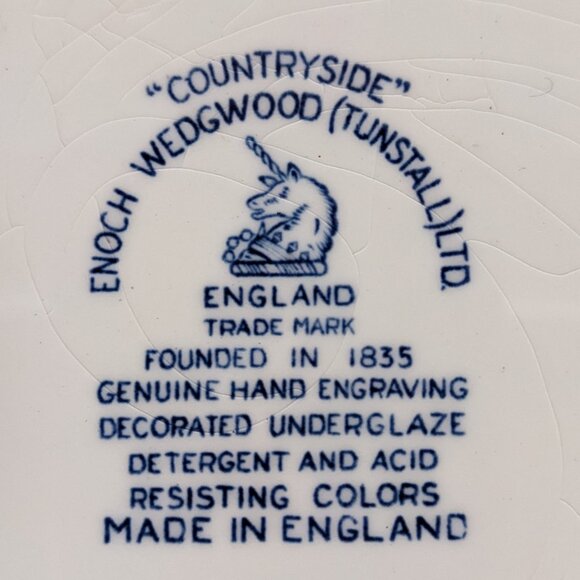 "COUNTRYSIDE"
ENOCH WEDGWOOD (TUNSTALL) LTD.
ENGLAND
TRADE MARK
FOUNDED IN 1835
GENUINE HAND ENGRAVING
DECORATED UNDERGLAZE
DETERGENT AND ACID
RESISTING COLORS
MADE IN ENGLAND